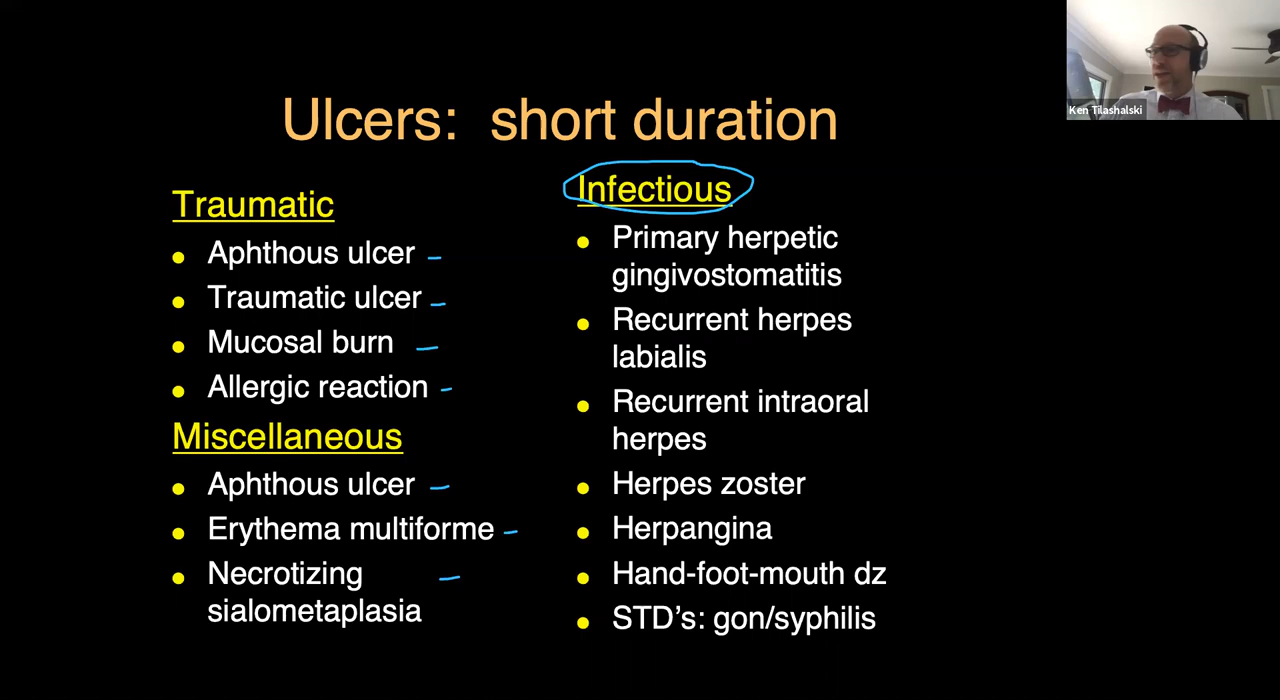 Ulcers: short duration
Traumatic
• Aphthous ulcer
• Traumatic ulcer
• Mucosal burn
• Allergic reaction
Miscellaneous
• Aphthous ulcer
• Erythema multiforme
• Necrotizing
sialometaplasia
Infectious
• Primary herpetic
gingivostomatitis
• Recurrent herpes
labialis
• Recurrent intraoral
herpes
• Herpes zoster
• Herpangina
• Hand-foot-mouth dz
• STD’s: gon/syphilis
Ken Tilashalski